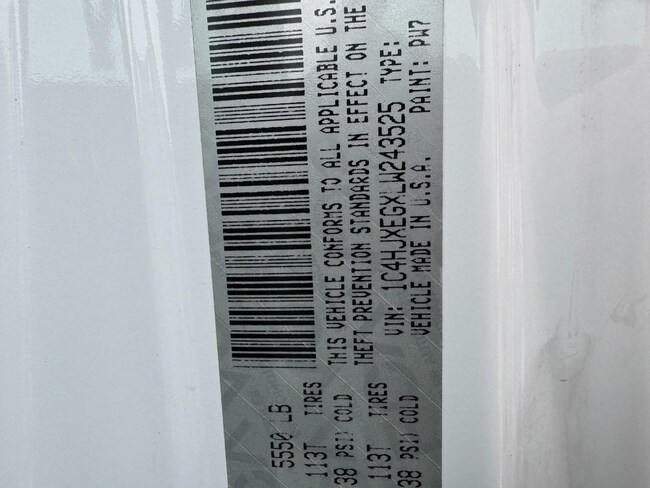 5550 LB
113T TIRES
38 PSI) COLD
113T TIRES
38 PSI) COLD
THIS VEHICLE CONFORMS TO ALL APPLICABLE U.S.
THEFT PREVENTION STANDARDS IN EFFECT ON THE
VIN: 1C4HJXEGXLW243525 TYPE:
VEHICLE MADE IN U.S.A. PAINT: PW7